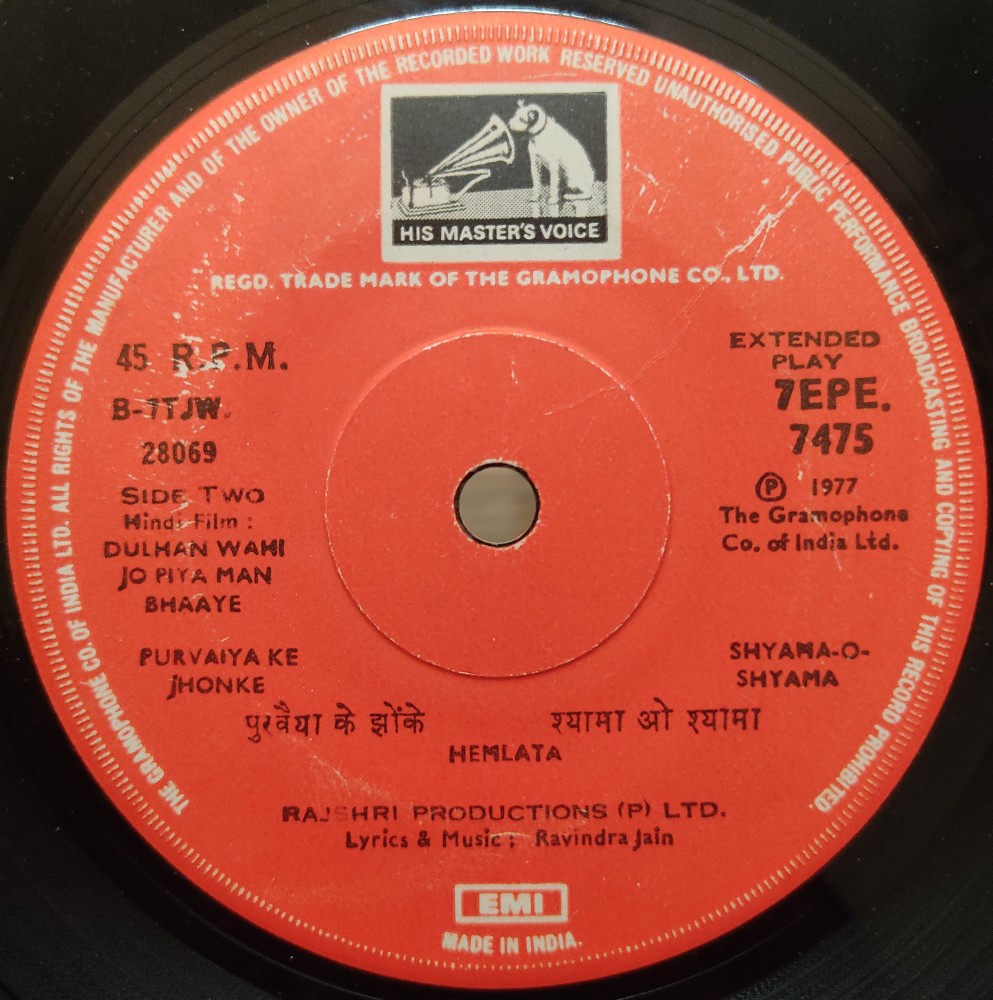 THE GRAMOPHONE CO. OF INDIA LTD. ALL RIGHTS OF THE MANUFACTURER AND OF THE OWNER OF THE RECORDED WORK RESERVED UNAUTHORISED PUBLIC PERFORMANCE BROADCASTING AND COPYING OF THIS RECORD PROHIBITED.
HIS MASTER'S VOICE
REGD. TRADE MARK OF THE GRAMOPHONE CO., LTD.
45 R.P.M.
B-7TJW.
28069
SIDE TWO
Hindi Film :
DULHAN WAHI
JO PIYA MAN
BHAAYE
EXTENDED
PLAY
7EPE.
7475
℗ 1977
The Gramophone
Co. of India Ltd.
PURVAIYA KE
JHONKE
SHYAMA-O-
SHYAMA
पुरवैया के झोंके श्यामा ओ श्यामा
HEMLATA
RAJSHRI PRODUCTIONS (P) LTD.
Lyrics & Music : Ravindra Jain
EMI
MADE IN INDIA.